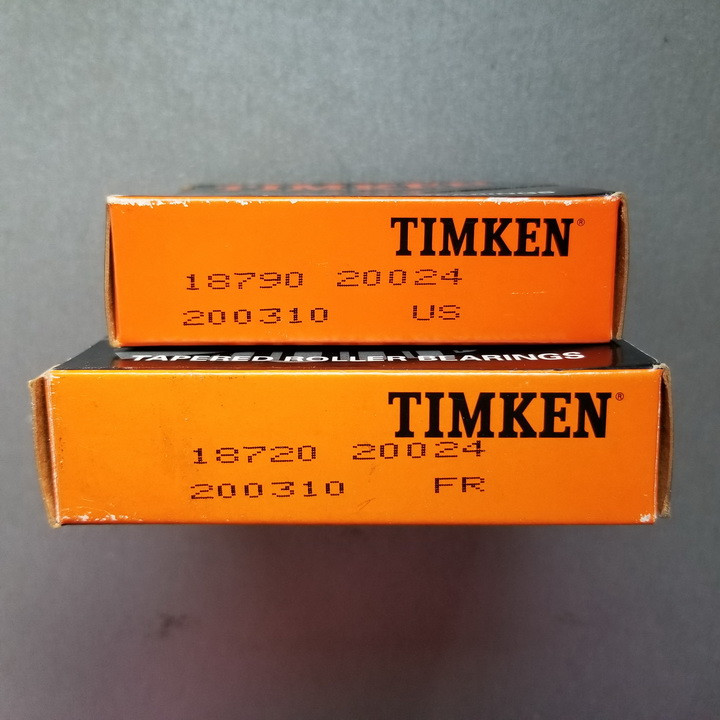 TIMKEN®
18790 20024
200310 US
TAPERED ROLLER BEARINGS
TIMKEN®
18720 20024
200310 FR